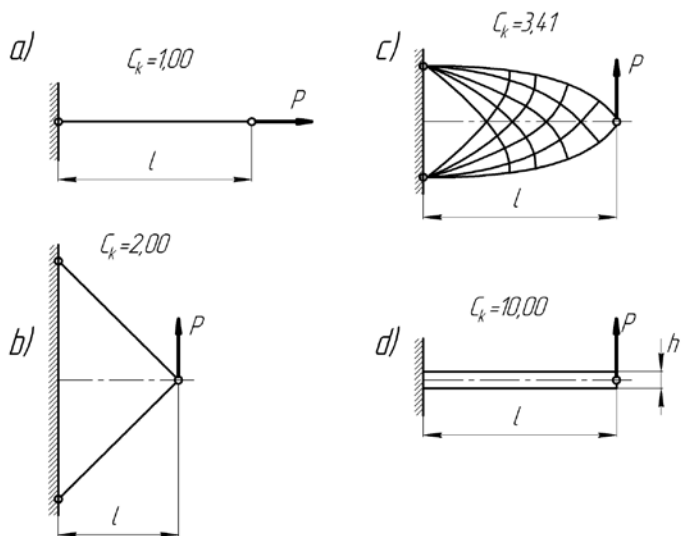 a)
C_k=1,00
P
l
b)
C_k=2,00
P
l
c)
C_k=3,41
P
l
d)
C_k=10,00
P
h
l